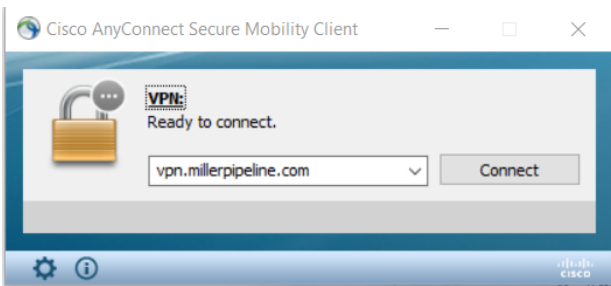 Cisco AnyConnect Secure Mobility Client
VPN:
Ready to connect.
vpn.millerpipeline.com
Connect
CISCO